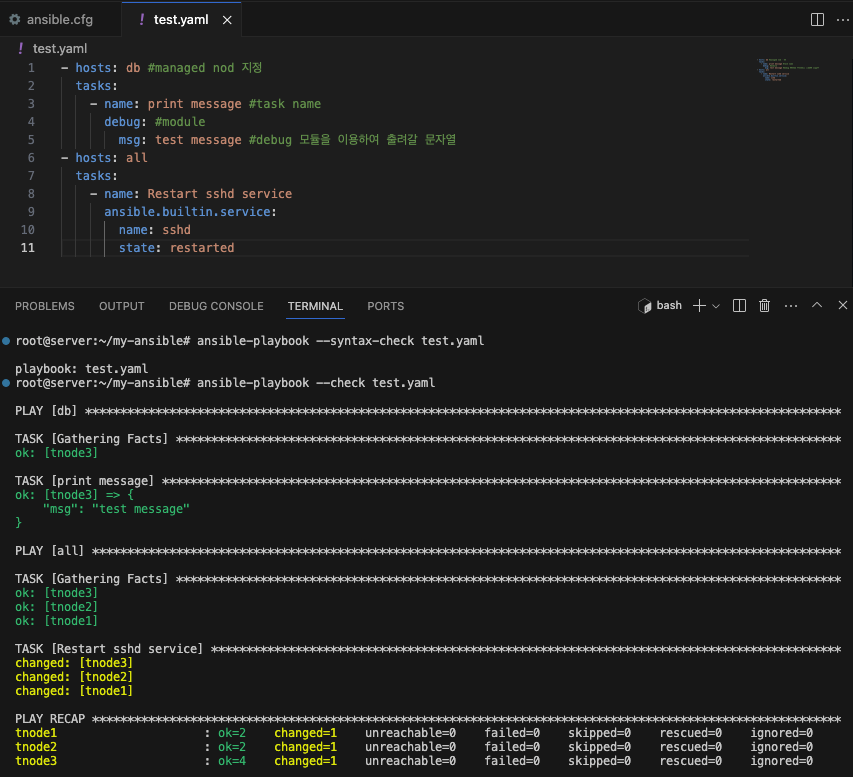 ansible.cfg
! test.yaml ×
! test.yaml
1 - hosts: db #managed nod 지정
2 tasks:
3 - name: print message #task name
4 debug: #module
5 msg: test message #debug 모듈을 이용하여 출려갈 문자열
6 - hosts: all
7 tasks:
8 - name: Restart sshd service
9 ansible.builtin.service:
10 name: sshd
11 state: restarted
PROBLEMS OUTPUT DEBUG CONSOLE TERMINAL PORTS bash
root@server:~/my-ansible# ansible-playbook --syntax-check test.yaml
playbook: test.yaml
root@server:~/my-ansible# ansible-playbook --check test.yaml
PLAY [db] **********************************************************************************************************
TASK [Gathering Facts] *********************************************************************************************
ok: [tnode3]
TASK [print message] ***********************************************************************************************
ok: [tnode3] => {
"msg": "test message"
}
PLAY [all] *********************************************************************************************************
TASK [Gathering Facts] *********************************************************************************************
ok: [tnode3]
ok: [tnode2]
ok: [tnode1]
TASK [Restart sshd service] ****************************************************************************************
changed: [tnode3]
changed: [tnode2]
changed: [tnode1]
PLAY RECAP *********************************************************************************************************
tnode1 : ok=2 changed=1 unreachable=0 failed=0 skipped=0 rescued=0 ignored=0
tnode2 : ok=2 changed=1 unreachable=0 failed=0 skipped=0 rescued=0 ignored=0
tnode3 : ok=4 changed=1 unreachable=0 failed=0 skipped=0 rescued=0 ignored=0